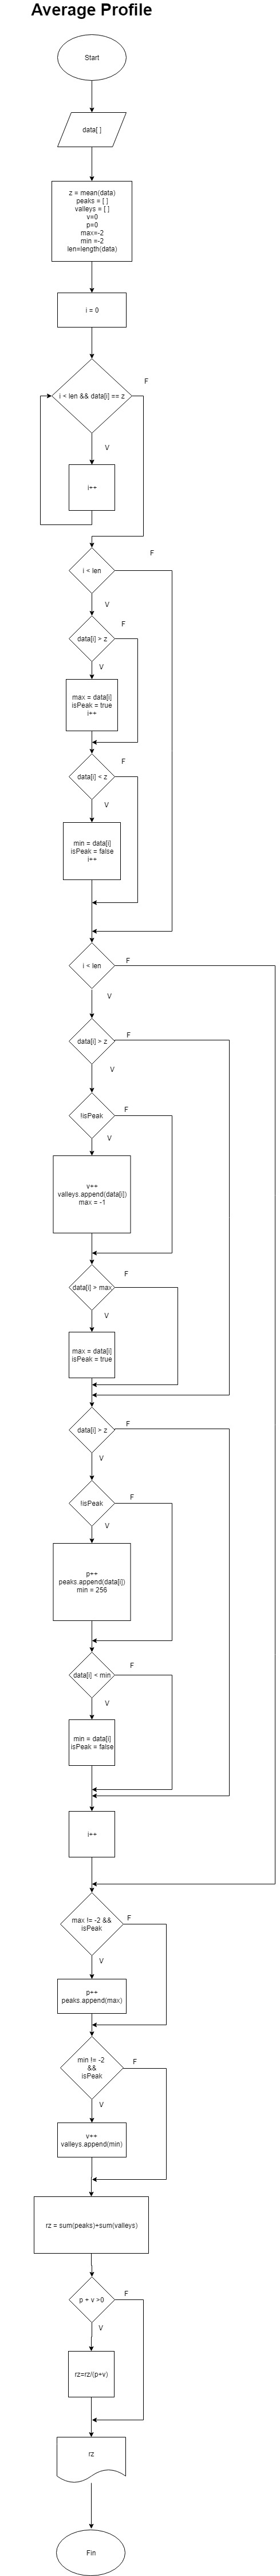 Average Profile
Start
data[ ]
z = mean(data)
peaks = [ ]
valleys = [ ]
v=0
p=0
max=-2
min =-2
len=length(data)
i = 0
F
i < len && data[i] == z
V
i++
F
i < len
V
F
data[i] > z
V
max = data[i]
isPeak = true
i++
F
data[i] < z
V
min = data[i]
isPeak = false
i++
F
i < len
V
F
data[i] > z
V
F
!isPeak
V
v++
valleys.append(data[i])
max = -1
F
data[i] > max
V
max = data[i]
isPeak = true
F
data[i] > z
V
F
!isPeak
V
p++
peaks.append(data[i])
min = 256
F
data[i] < min
V
min = data[i]
isPeak = false
i++
F
max != -2 &&
isPeak
V
p++
peaks.append(max)
F
min != -2
&&
isPeak
V
v++
valley.append(min)
rz = sum(peaks)+sum(valleys)
F
p + v >0
V
rz=rz/(p+v)
rz
Fin